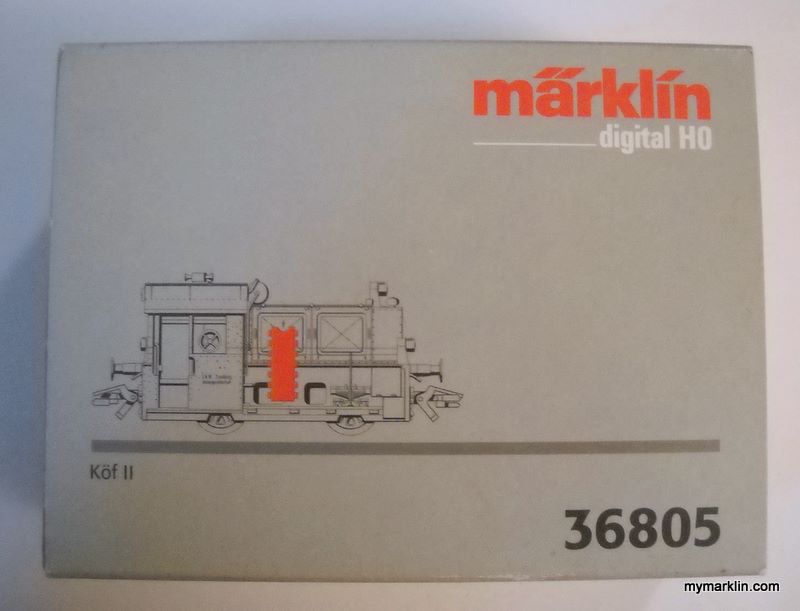 märklin
digital H0
Köf II
36805
mymarklin.com